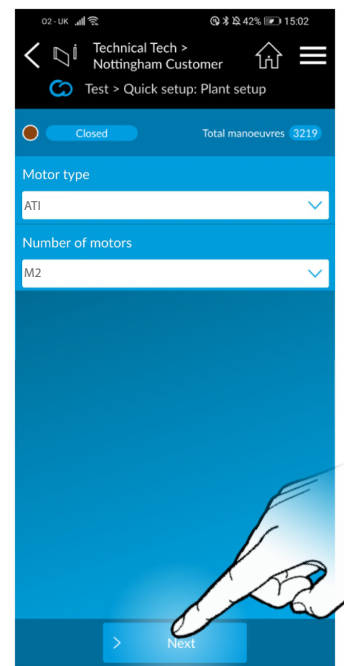 O2 - UK 42% 15:02
Technical Tech >
Nottingham Customer
Test > Quick setup: Plant setup
Closed Total manoeuvres 3219
Motor type
ATI
Number of motors
M2
> Next